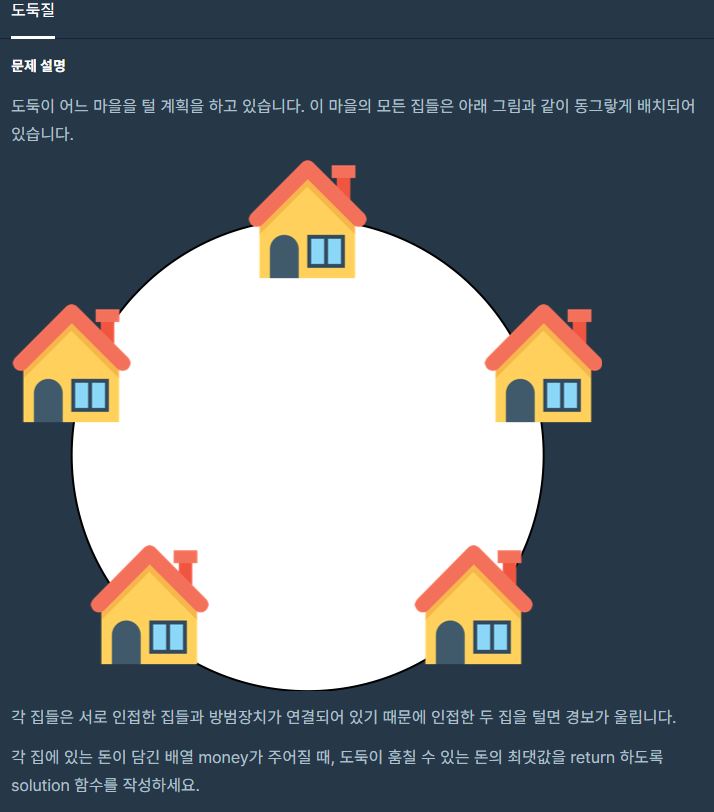 도둑질
문제 설명
도둑이 어느 마을을 털 계획을 하고 있습니다. 이 마을의 모든 집들은 아래 그림과 같이 동그랗게 배치되어
있습니다.
각 집들은 서로 인접한 집들과 방범장치가 연결되어 있기 때문에 인접한 두 집을 털면 경보가 울립니다.
각 집에 있는 돈이 담긴 배열 money가 주어질 때, 도둑이 훔칠 수 있는 돈의 최댓값을 return 하도록
solution 함수를 작성하세요.